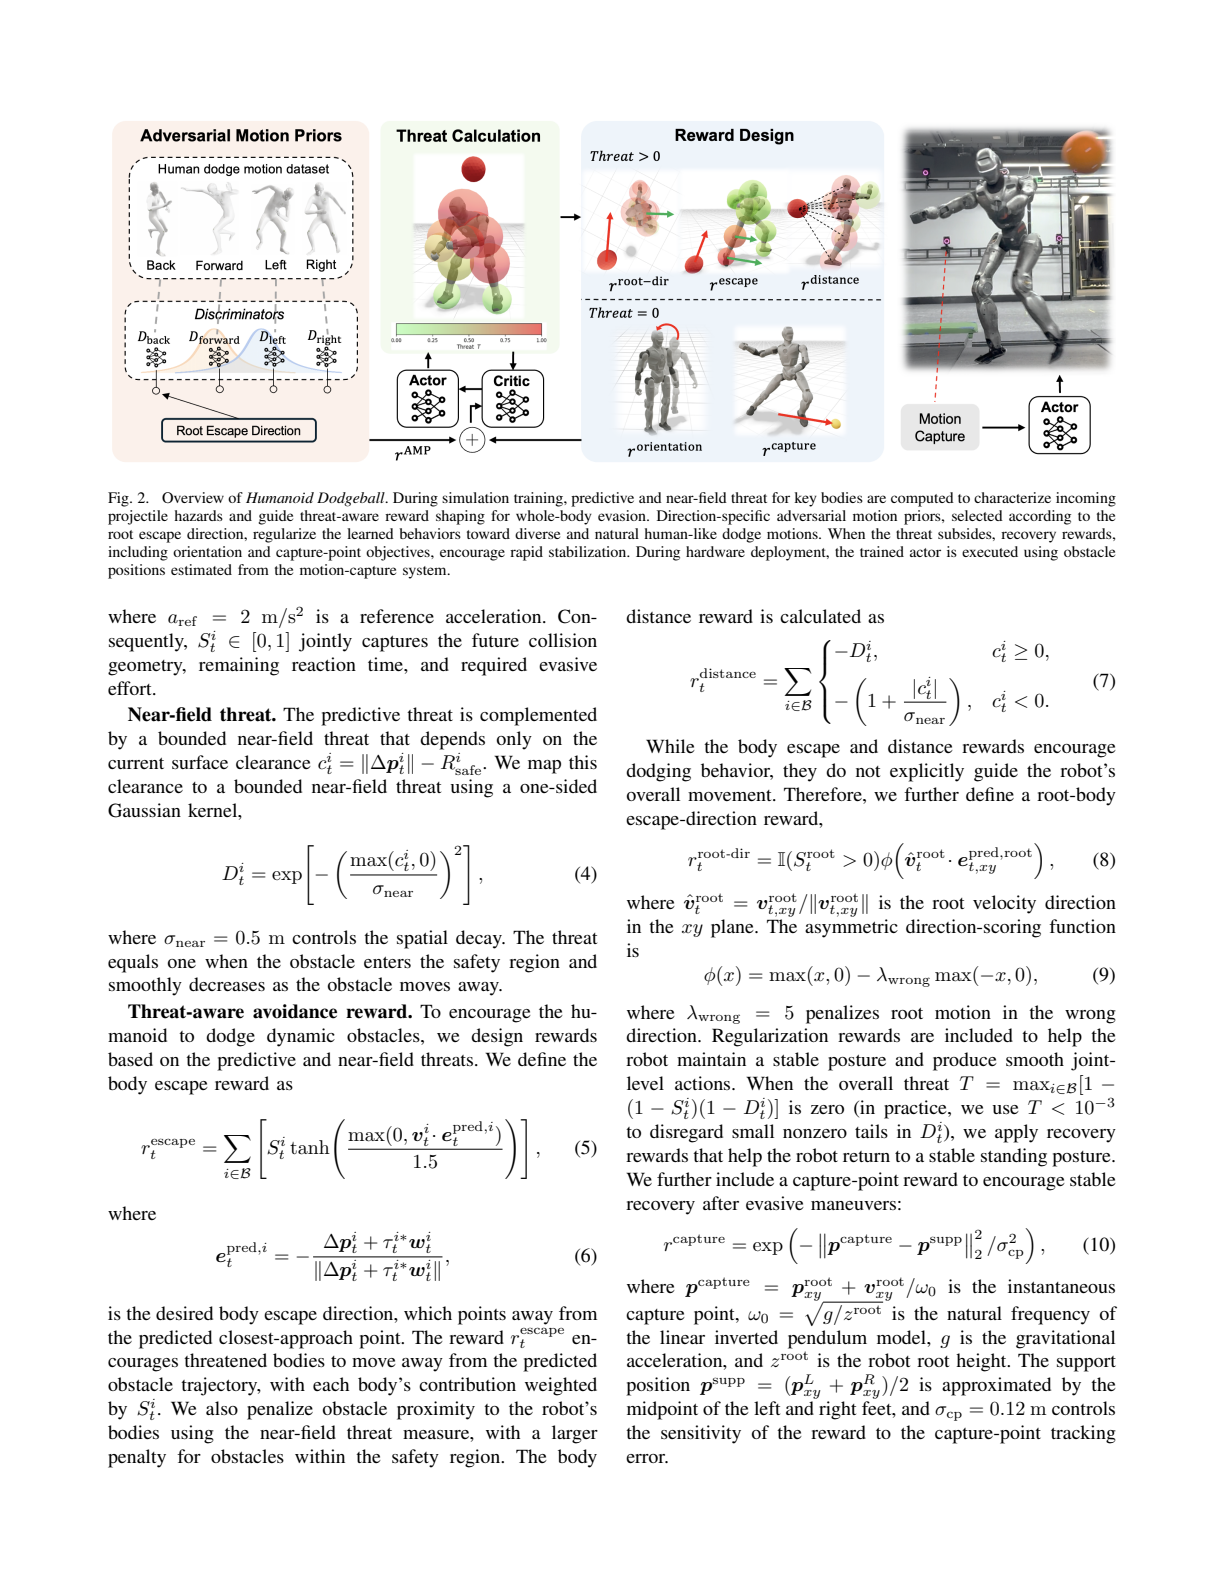 Adversarial Motion Priors
Human dodge motion dataset
Back Forward Left Right
Discriminators
D_back D_forward D_left D_right
Root Escape Direction
Threat Calculation
0.00 0.25 0.50 0.75 1.00
Threat T
Actor Critic
r^AMP
+
Reward Design
Threat > 0
r^root−dir r^escape r^distance
Threat = 0
r^orientation r^capture
Motion
Capture
Actor
Fig. 2. Overview of Humanoid Dodgeball. During simulation training, predictive and near-field threat for key bodies are computed to characterize incoming
projectile hazards and guide threat-aware reward shaping for whole-body evasion. Direction-specific adversarial motion priors, selected according to the
root escape direction, regularize the learned behaviors toward diverse and natural human-like dodge motions. When the threat subsides, recovery rewards,
including orientation and capture-point objectives, encourage rapid stabilization. During hardware deployment, the trained actor is executed using obstacle
positions estimated from the motion-capture system.
where a_ref = 2 m/s² is a reference acceleration. Con-
sequently, S_t^i ∈ [0, 1] jointly captures the future collision
geometry, remaining reaction time, and required evasive
effort.
Near-field threat. The predictive threat is complemented
by a bounded near-field threat that depends only on the
current surface clearance c_t^i = ‖Δp_t^i‖ − R_safe^i. We map this
clearance to a bounded near-field threat using a one-sided
Gaussian kernel,
D_t^i = exp[−(max(c_t^i, 0)/σ_near)²], (4)
where σ_near = 0.5 m controls the spatial decay. The threat
equals one when the obstacle enters the safety region and
smoothly decreases as the obstacle moves away.
Threat-aware avoidance reward. To encourage the hu-
manoid to dodge dynamic obstacles, we design rewards
based on the predictive and near-field threats. We define the
body escape reward as
r_t^escape = ∑_{i∈B} [S_t^i tanh(max(0, v_t^i · e_t^{pred,i})/1.5)], (5)
where
e_t^{pred,i} = −(Δp_t^i + τ_t^{i*} w_t^i)/‖Δp_t^i + τ_t^{i*} w_t^i‖, (6)
is the desired body escape direction, which points away from
the predicted closest-approach point. The reward r_t^escape en-
courages threatened bodies to move away from the predicted
obstacle trajectory, with each body's contribution weighted
by S_t^i. We also penalize obstacle proximity to the robot's
bodies using the near-field threat measure, with a larger
penalty for obstacles within the safety region. The body
distance reward is calculated as
r_t^distance = ∑_{i∈B} { −D_t^i, c_t^i ≥ 0,
−(1 + |c_t^i|/σ_near), c_t^i < 0. (7)
While the body escape and distance rewards encourage
dodging behavior, they do not explicitly guide the robot's
overall movement. Therefore, we further define a root-body
escape-direction reward,
r_t^root-dir = 𝕀(S_t^root > 0)ϕ(v̂_t^root · e_{t,xy}^{pred,root}), (8)
where v̂_t^root = v_{t,xy}^root/‖v_{t,xy}^root‖ is the root velocity direction
in the xy plane. The asymmetric direction-scoring function
is
ϕ(x) = max(x, 0) − λ_wrong max(−x, 0), (9)
where λ_wrong = 5 penalizes root motion in the wrong
direction. Regularization rewards are included to help the
robot maintain a stable posture and produce smooth joint-
level actions. When the overall threat T = max_{i∈B}[1 −
(1 − S_t^i)(1 − D_t^i)] is zero (in practice, we use T < 10^−3
to disregard small nonzero tails in D_t^i), we apply recovery
rewards that help the robot return to a stable standing posture.
We further include a capture-point reward to encourage stable
recovery after evasive maneuvers:
r^capture = exp(−‖p^capture − p^supp‖_2^2/σ_cp^2), (10)
where p^capture = p_xy^root + v_xy^root/ω_0 is the instantaneous
capture point, ω_0 = √(g/z^root) is the natural frequency of
the linear inverted pendulum model, g is the gravitational
acceleration, and z^root is the robot root height. The support
position p^supp = (p_xy^L + p_xy^R)/2 is approximated by the
midpoint of the left and right feet, and σ_cp = 0.12 m controls
the sensitivity of the reward to the capture-point tracking
error.